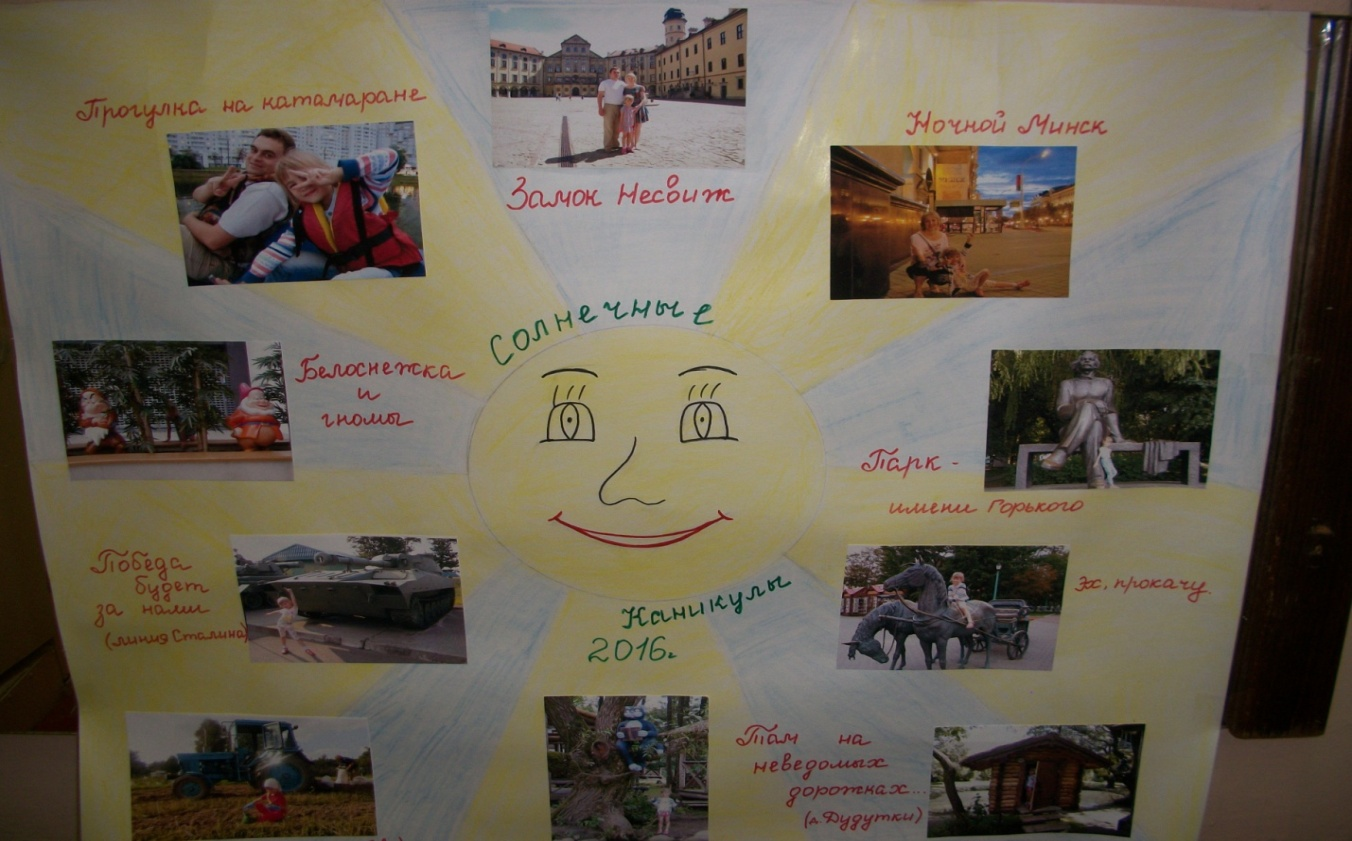 Прогулка на катамаране
Замок Несвиж
Ночной Минск
Солнечные
Белоснежка
и
гномы
Парк -
имени Горького
Победа
будет
за нами
(линия Сталина)
Эх, прокачу.
Каникулы
2016г
Там на
неведомых
дорожках...
(д Дудутки)